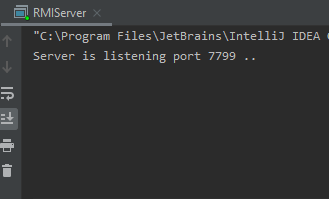 RMIServer
"C:\Program Files\JetBrains\IntelliJ IDEA
Server is listening port 7799 ..